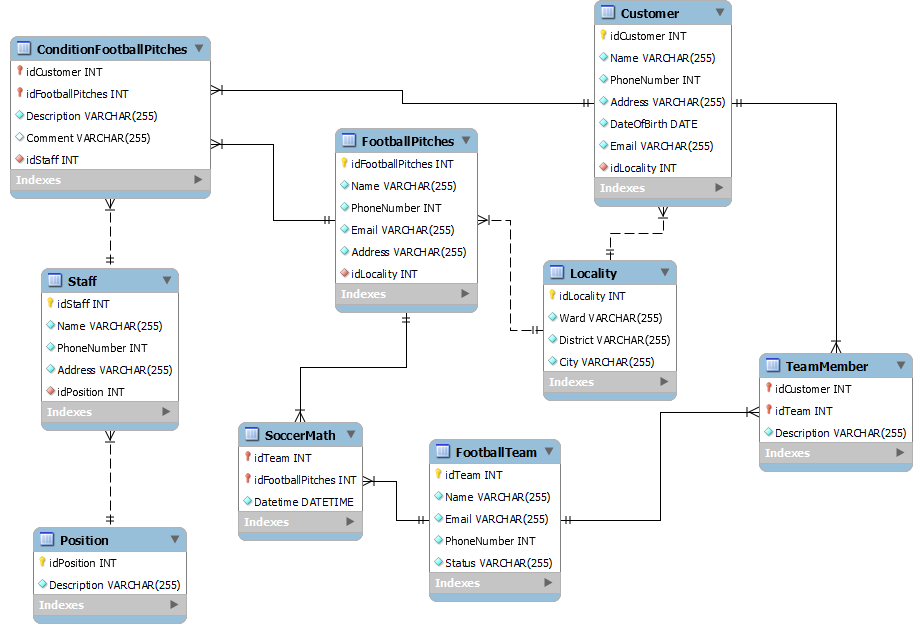 ConditionFootballPitches
idCustomer INT
idFootballPitches INT
Description VARCHAR(255)
Comment VARCHAR(255)
idStaff INT
Indexes
Customer
idCustomer INT
Name VARCHAR(255)
PhoneNumber INT
Address VARCHAR(255)
DateOfBirth DATE
Email VARCHAR(255)
idLocality INT
Indexes
FootballPitches
idFootballPitches INT
Name VARCHAR(255)
PhoneNumber INT
Email VARCHAR(255)
Address VARCHAR(255)
idLocality INT
Indexes
Staff
idStaff INT
Name VARCHAR(255)
PhoneNumber INT
Address VARCHAR(255)
idPosition INT
Indexes
Locality
idLocality INT
Ward VARCHAR(255)
District VARCHAR(255)
City VARCHAR(255)
Indexes
TeamMember
idCustomer INT
idTeam INT
Description VARCHAR(255)
Indexes
SoccerMath
idTeam INT
idFootballPitches INT
Datetime DATETIME
Indexes
FootballTeam
idTeam INT
Name VARCHAR(255)
Email VARCHAR(255)
PhoneNumber INT
Status VARCHAR(255)
Indexes
Position
idPosition INT
Description VARCHAR(255)
Indexes